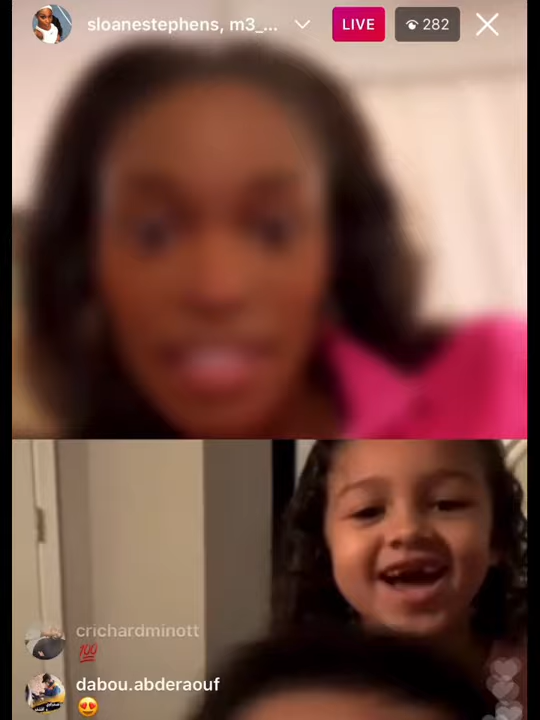 sloanestephens, m3_...
LIVE
282
crichardminott
💯
dabou.abderaouf
😍